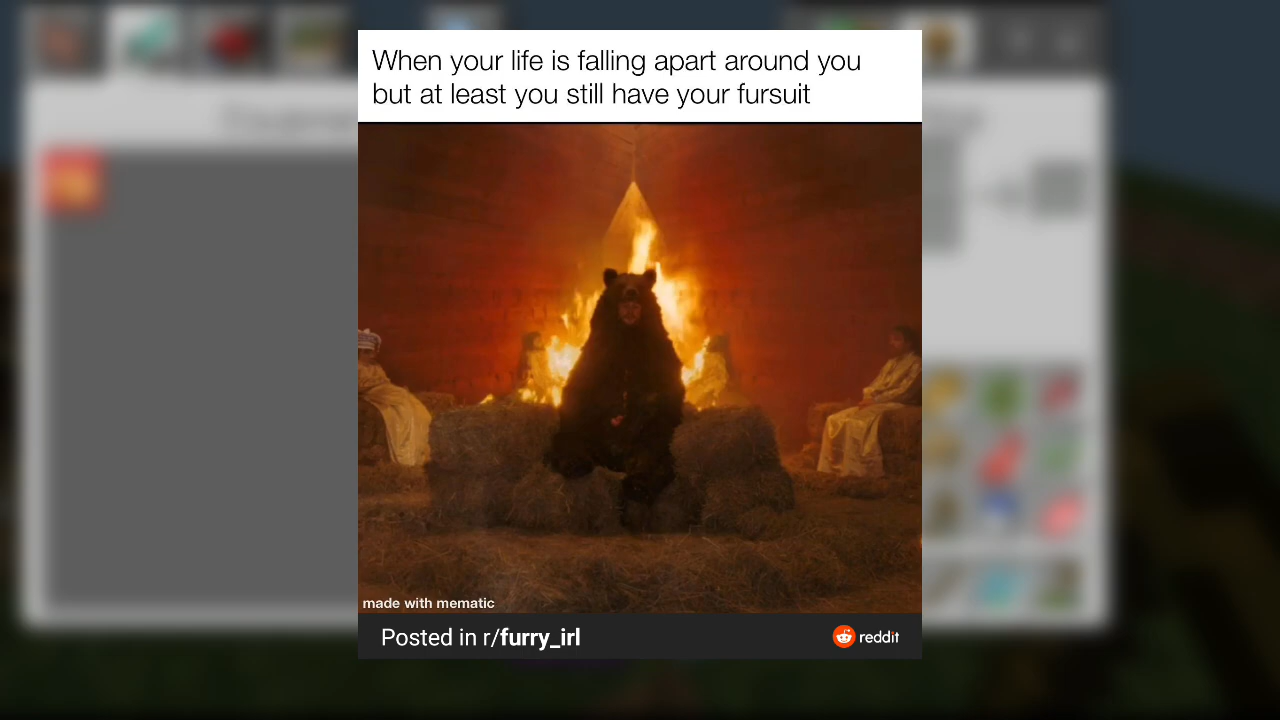 When your life is falling apart around you
but at least you still have your fursuit
made with mematic
Posted in r/furry_irl
reddit